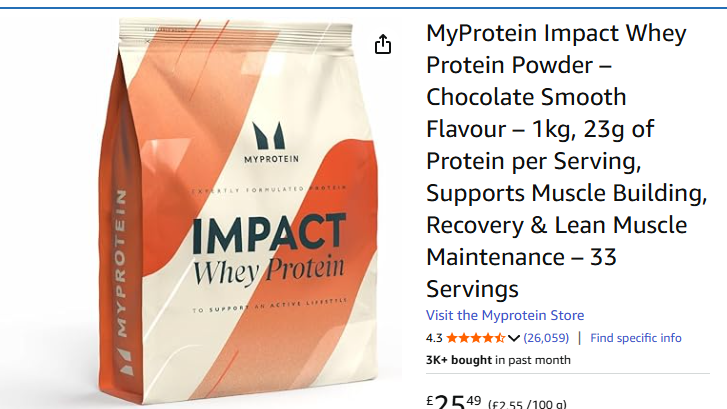 MYPROTEIN
EXPERTLY FORMULATED PROTEIN
IMPACT
Whey Protein
TO SUPPORT AN ACTIVE LIFESTYLE
MYPROTEIN
MyProtein Impact Whey
Protein Powder –
Chocolate Smooth
Flavour – 1kg, 23g of
Protein per Serving,
Supports Muscle Building,
Recovery & Lean Muscle
Maintenance – 33
Servings
Visit the Myprotein Store
4.3 (26,059) | Find specific info
3K+ bought in past month
£25.49 (£2.55 /100 g)